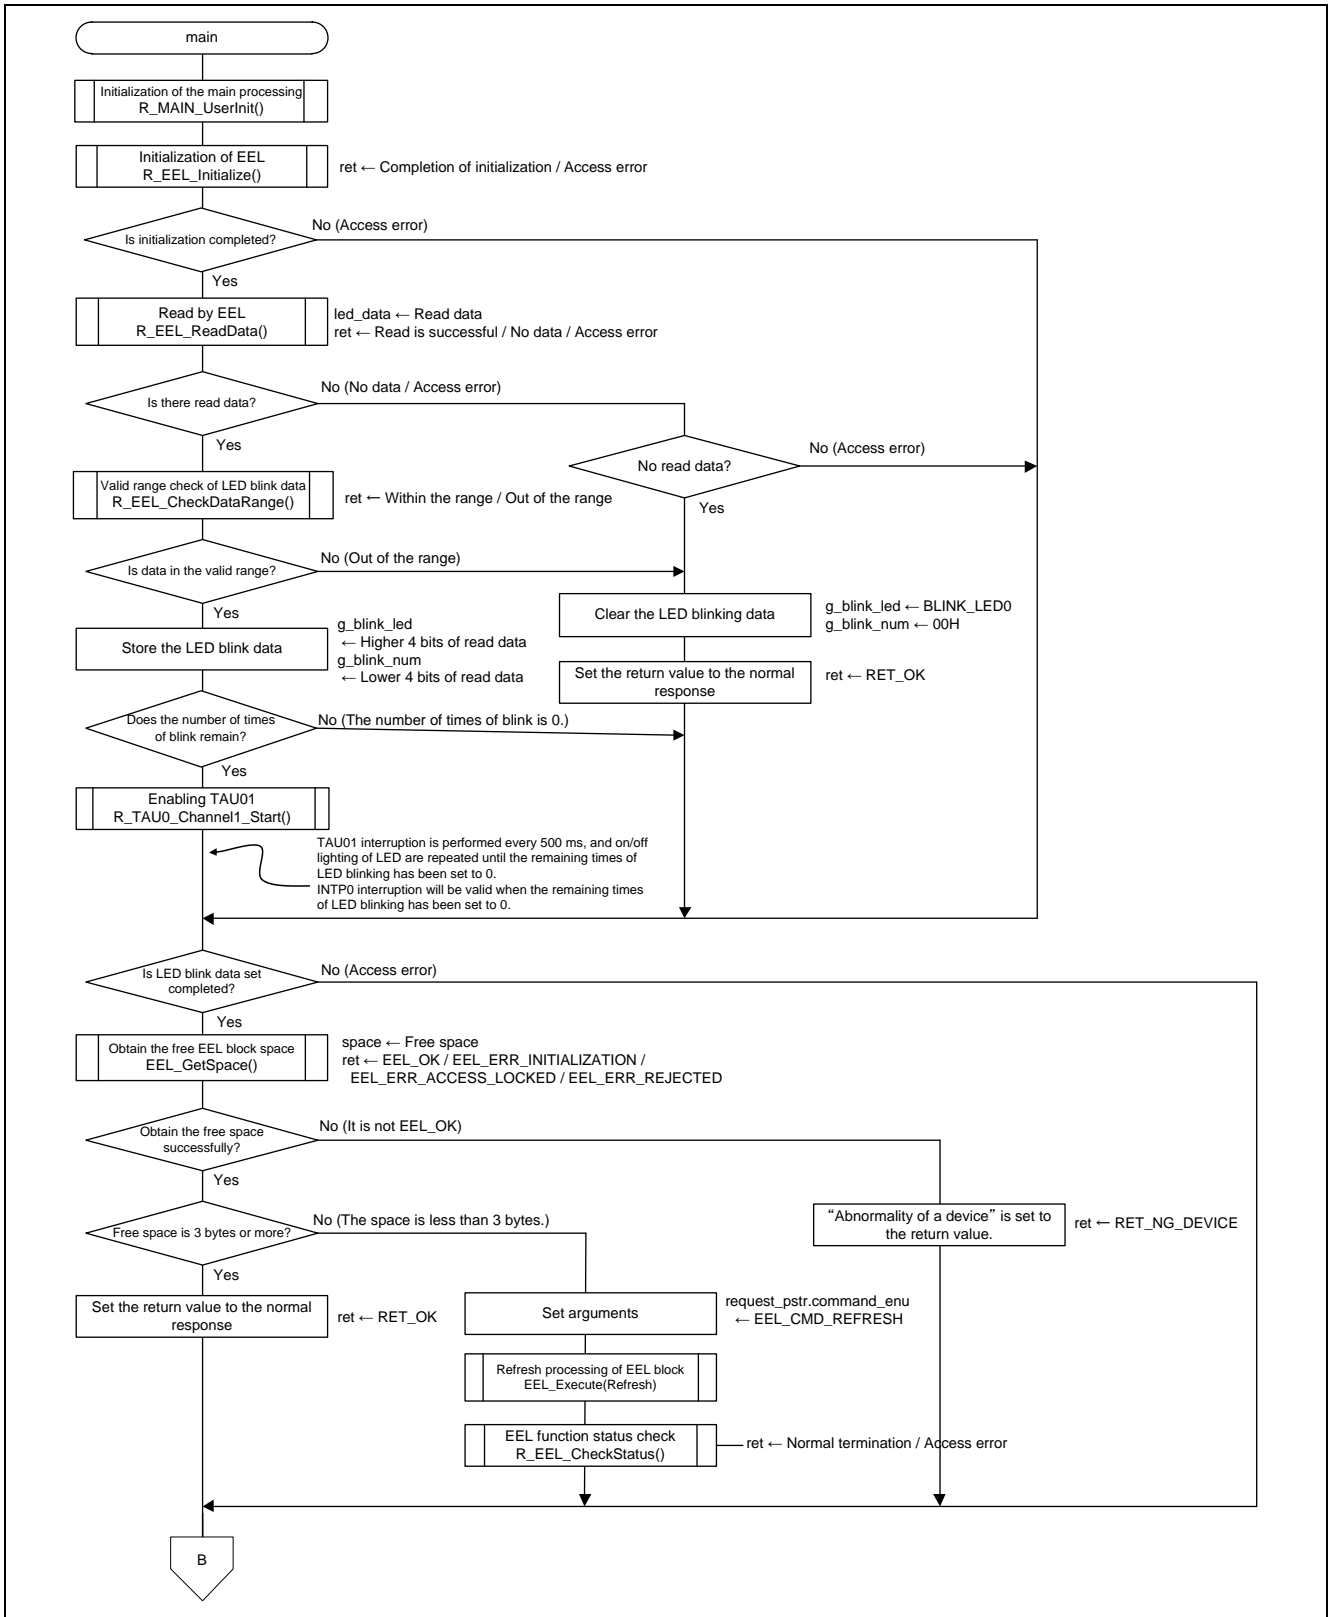 main
Initialization of the main processing
R_MAIN_UserInit()
Initialization of EEL
R_EEL_Initialize()
ret ← Completion of initialization / Access error
No (Access error)
Is initialization completed?
Yes
Read by EEL
R_EEL_ReadData()
led_data ← Read data
ret ← Read is successful / No data / Access error
No (No data / Access error)
Is there read data?
Yes
No read data?
No (Access error)
Yes
Valid range check of LED blink data
R_EEL_CheckDataRange()
ret ← Within the range / Out of the range
No (Out of the range)
Is data in the valid range?
Yes
Clear the LED blinking data
g_blink_led ← BLINK_LED0
g_blink_num ← 00H
Store the LED blink data
g_blink_led
← Higher 4 bits of read data
g_blink_num
← Lower 4 bits of read data
Set the return value to the normal
response
ret ← RET_OK
Does the number of times
of blink remain?
No (The number of times of blink is 0.)
Yes
Enabling TAU01
R_TAU0_Channel1_Start()
TAU01 interruption is performed every 500 ms, and on/off
lighting of LED are repeated until the remaining times of
LED blinking has been set to 0.
INTP0 interruption will be valid when the remaining times
of LED blinking has been set to 0.
Is LED blink data set
completed?
No (Access error)
Yes
Obtain the free EEL block space
EEL_GetSpace()
space ← Free space
ret ← EEL_OK / EEL_ERR_INITIALIZATION /
EEL_ERR_ACCESS_LOCKED / EEL_ERR_REJECTED
Obtain the free space
successfully?
No (It is not EEL_OK)
Yes
Free space is 3 bytes or more?
No (The space is less than 3 bytes.)
Yes
“Abnormality of a device” is set to
the return value.
ret ← RET_NG_DEVICE
Set the return value to the normal
response
ret ← RET_OK
Set arguments
request_pstr.command_enu
← EEL_CMD_REFRESH
Refresh processing of EEL block
EEL_Execute(Refresh)
EEL function status check
R_EEL_CheckStatus()
ret ← Normal termination / Access error
B